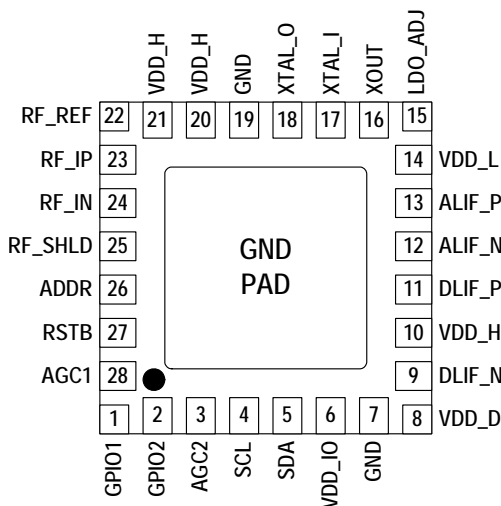 VDD_H
VDD_H
GND
XTAL_O
XTAL_I
XOUT
LDO_ADJ
RF_REF 22 21 20 19 18 17 16 15
RF_IP 23 14 VDD_L
RF_IN 24 13 ALIF_P
RF_SHLD 25 12 ALIF_N
GND
PAD
ADDR 26 11 DLIF_P
RSTB 27 10 VDD_H
AGC1 28 9 DLIF_N
1 2 3 4 5 6 7 8 VDD_D
GPIO1
GPIO2
AGC2
SCL
SDA
VDD_IO
GND